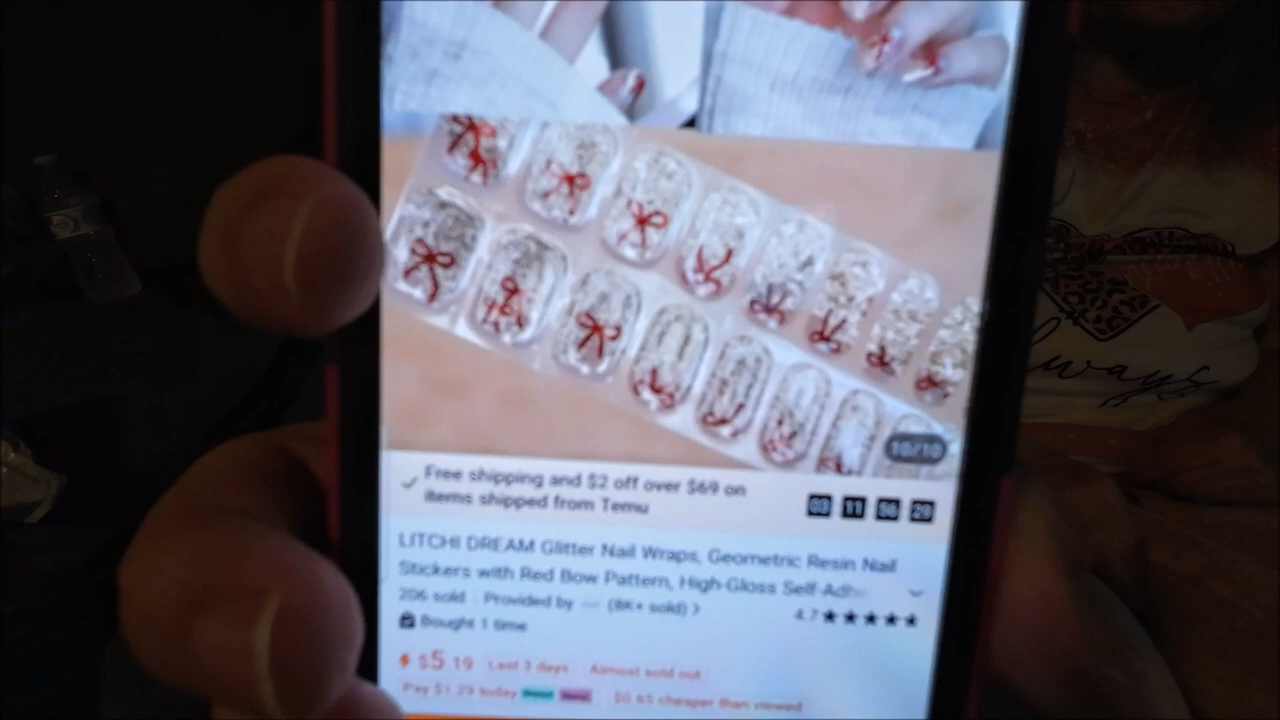 10/10
Free shipping and $2 off over $69 on
items shipped from Temu
03 11 56 29
LITCHI DREAM Glitter Nail Wraps, Geometric Resin Nail
Stickers with Red Bow Pattern, High-Gloss Self-Adh
206 sold Provided by (8K+ sold) >
4.7 ★★★★★
Bought 1 time
$5.19 Last 3 days Almost sold out
Pay $1.29 today $0.65 cheaper than viewed